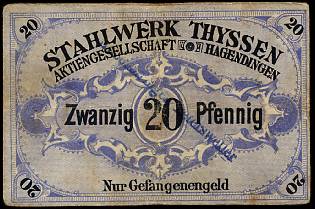 20 20
STAHLWERK THYSSEN
AKTIENGESELLSCHAFT HAGENDINGEN
Zwanzig 20 Pfennig
20 Nur Gefangenengeld 20